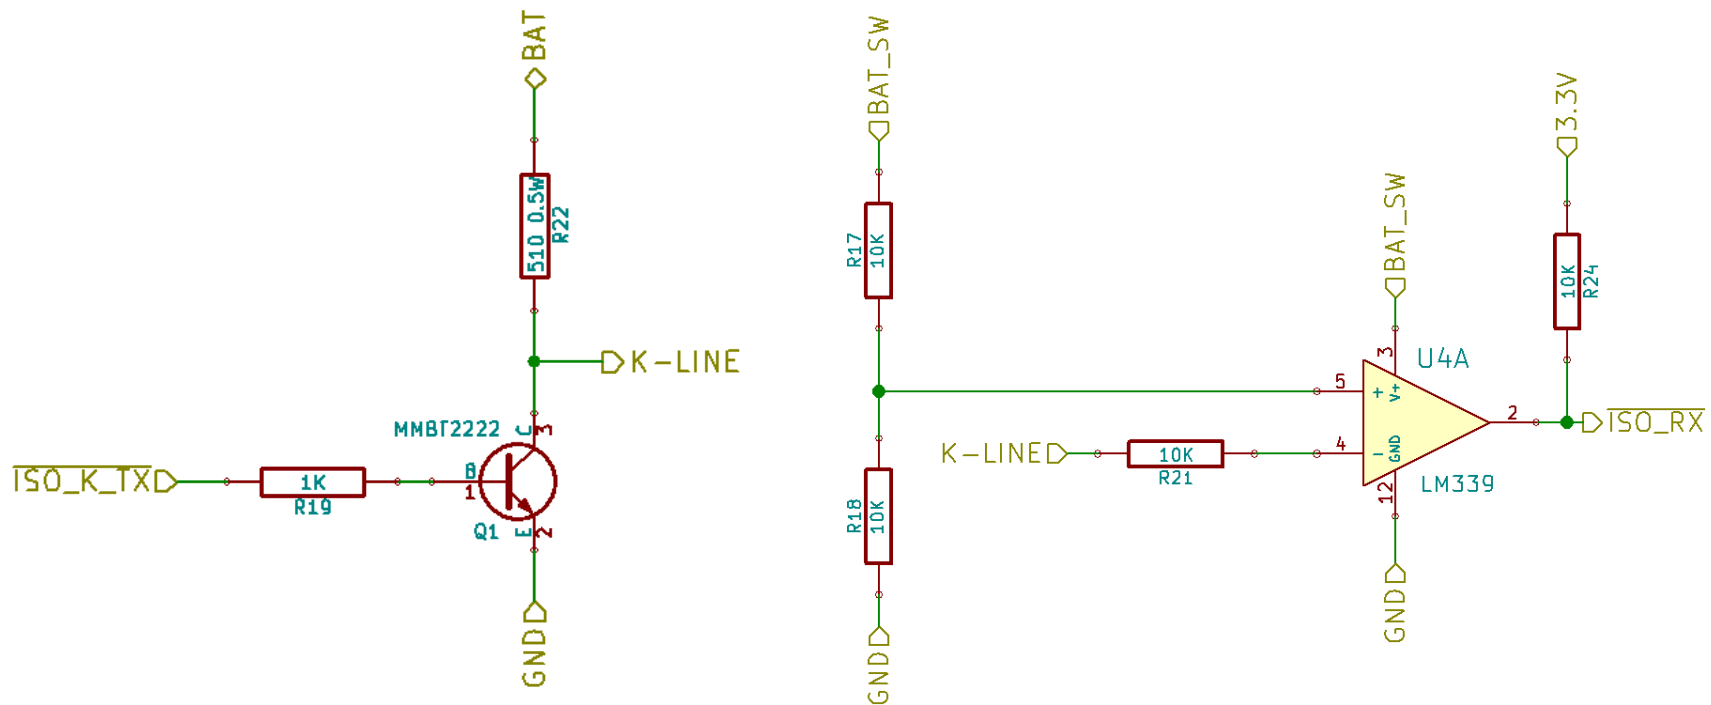 BAT
510 0.5W
R22
K-LINE
MMBT2222
C
3
ISO_K_TX
1K
R19
B
1
Q1
E
2
GND
BAT_SW
R17
10K
R18
10K
GND
K-LINE
10K
R21
BAT_SW
3
U4A
5
+
V+
4
-
GND
12
LM339
GND
2
3.3V
10K
R24
ISO_RX